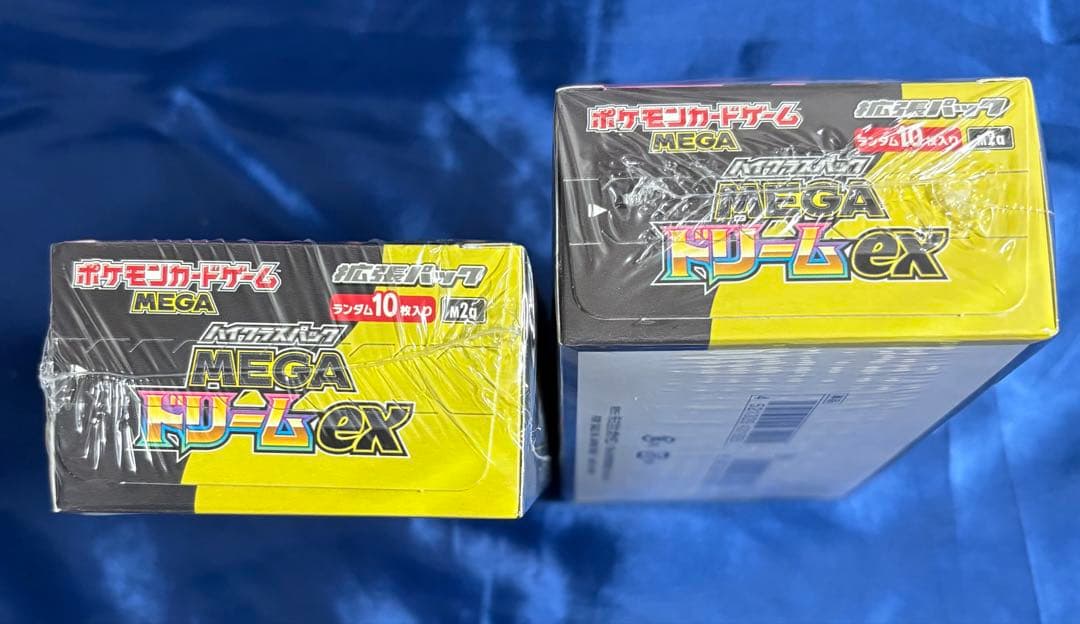 ポケモンカードゲーム
MEGA
拡張パック
ランダム10枚入り
M2a
ハイクラスパック
MEGA
ドリームex
ポケモンカードゲーム
MEGA
拡張パック
ランダム10枚入り
M2a
ハイクラスパック
MEGA
ドリームex